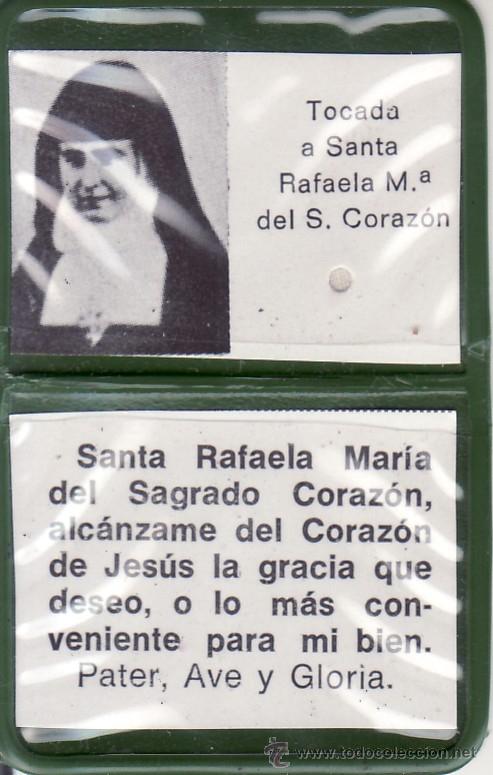 Tocada
a Santa
Rafaela M.ª
del S. Corazón
Santa Rafaela María
del Sagrado Corazón,
alcánzame del Corazón
de Jesús la gracia que
deseo, o lo más con-
veniente para mi bien.
Pater, Ave y Gloria.
© www.todocoleccion.net